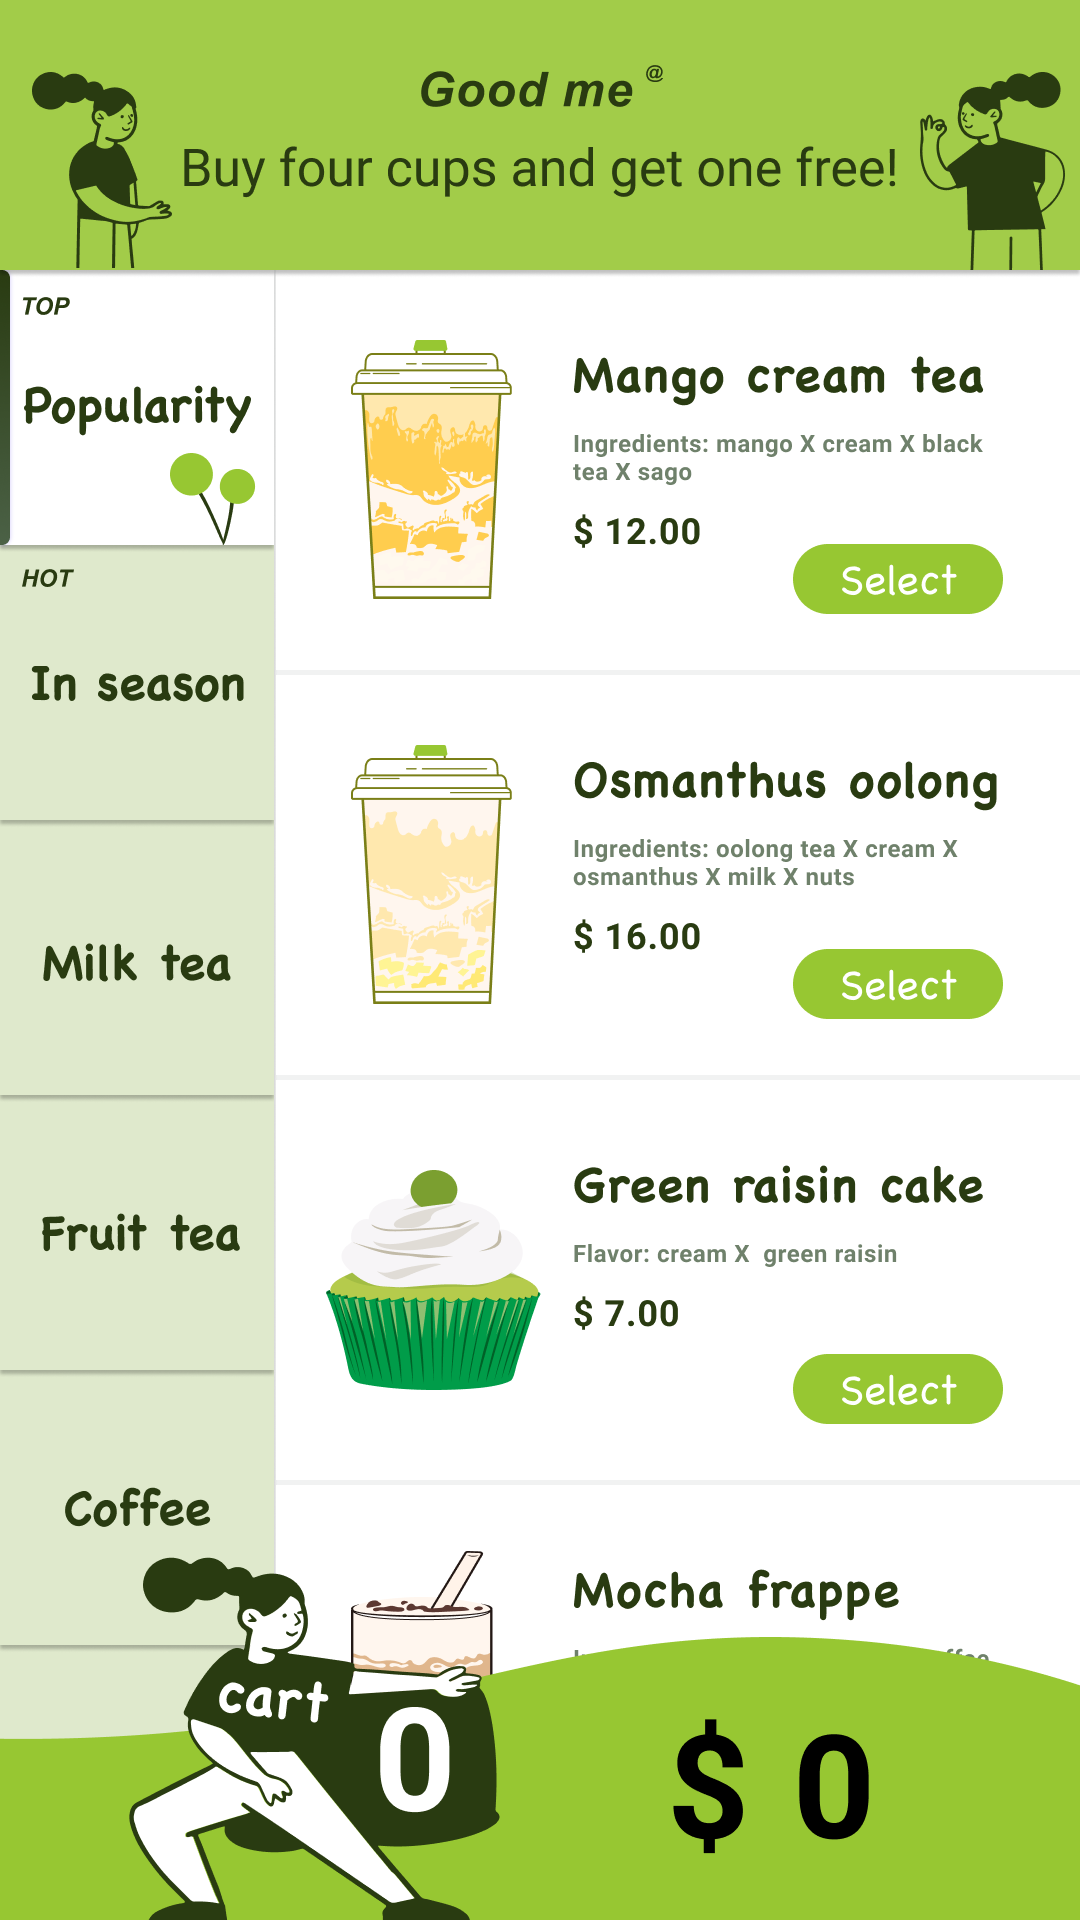 Good me @
Buy four cups and get one free!
TOP
Popularity
HOT
In season
Milk tea
Fruit tea
Coffee
Mango cream tea
Ingredients: mango X cream X black
tea X sago
$ 12.00
Select
Osmanthus oolong
Ingredients: oolong tea X cream X
osmanthus X milk X nuts
$ 16.00
Select
Green raisin cake
Flavor: cream X  green raisin
$ 7.00
Select
Mocha frappe
cart
0
$ 0